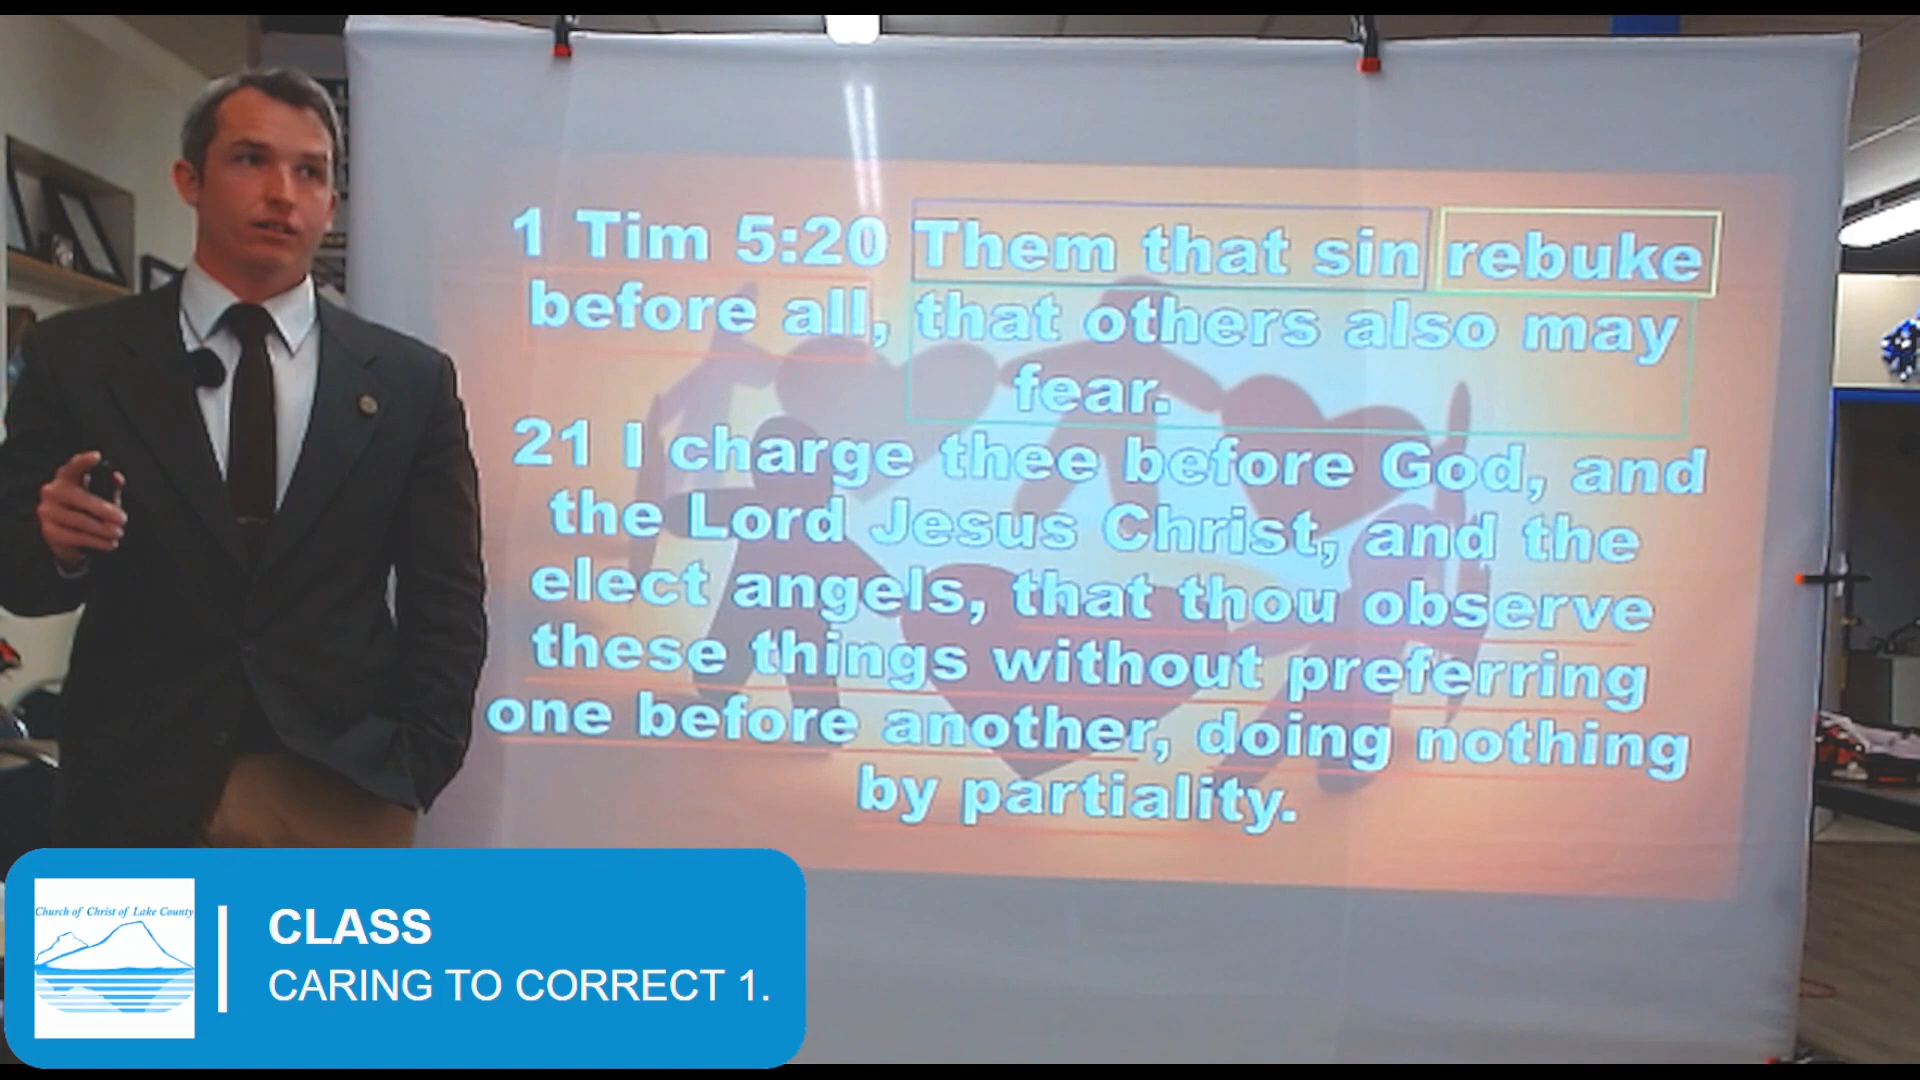 1 Tim 5:20 Them that sin rebuke
before all, that others also may
fear.
21 I charge thee before God, and
the Lord Jesus Christ, and the
elect angels, that thou observe
these things without preferring
one before another, doing nothing
by partiality.
Church of Christ of Lake County
CLASS
CARING TO CORRECT 1.